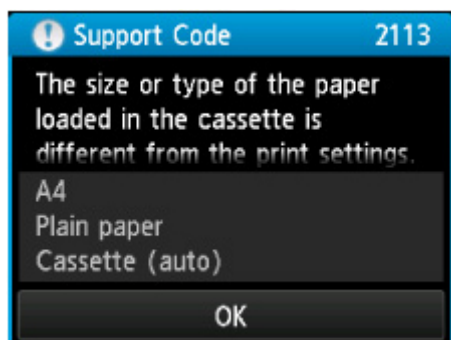 Support Code 2113
The size or type of the paper
loaded in the cassette is
different from the print settings.
A4
Plain paper
Cassette (auto)
OK